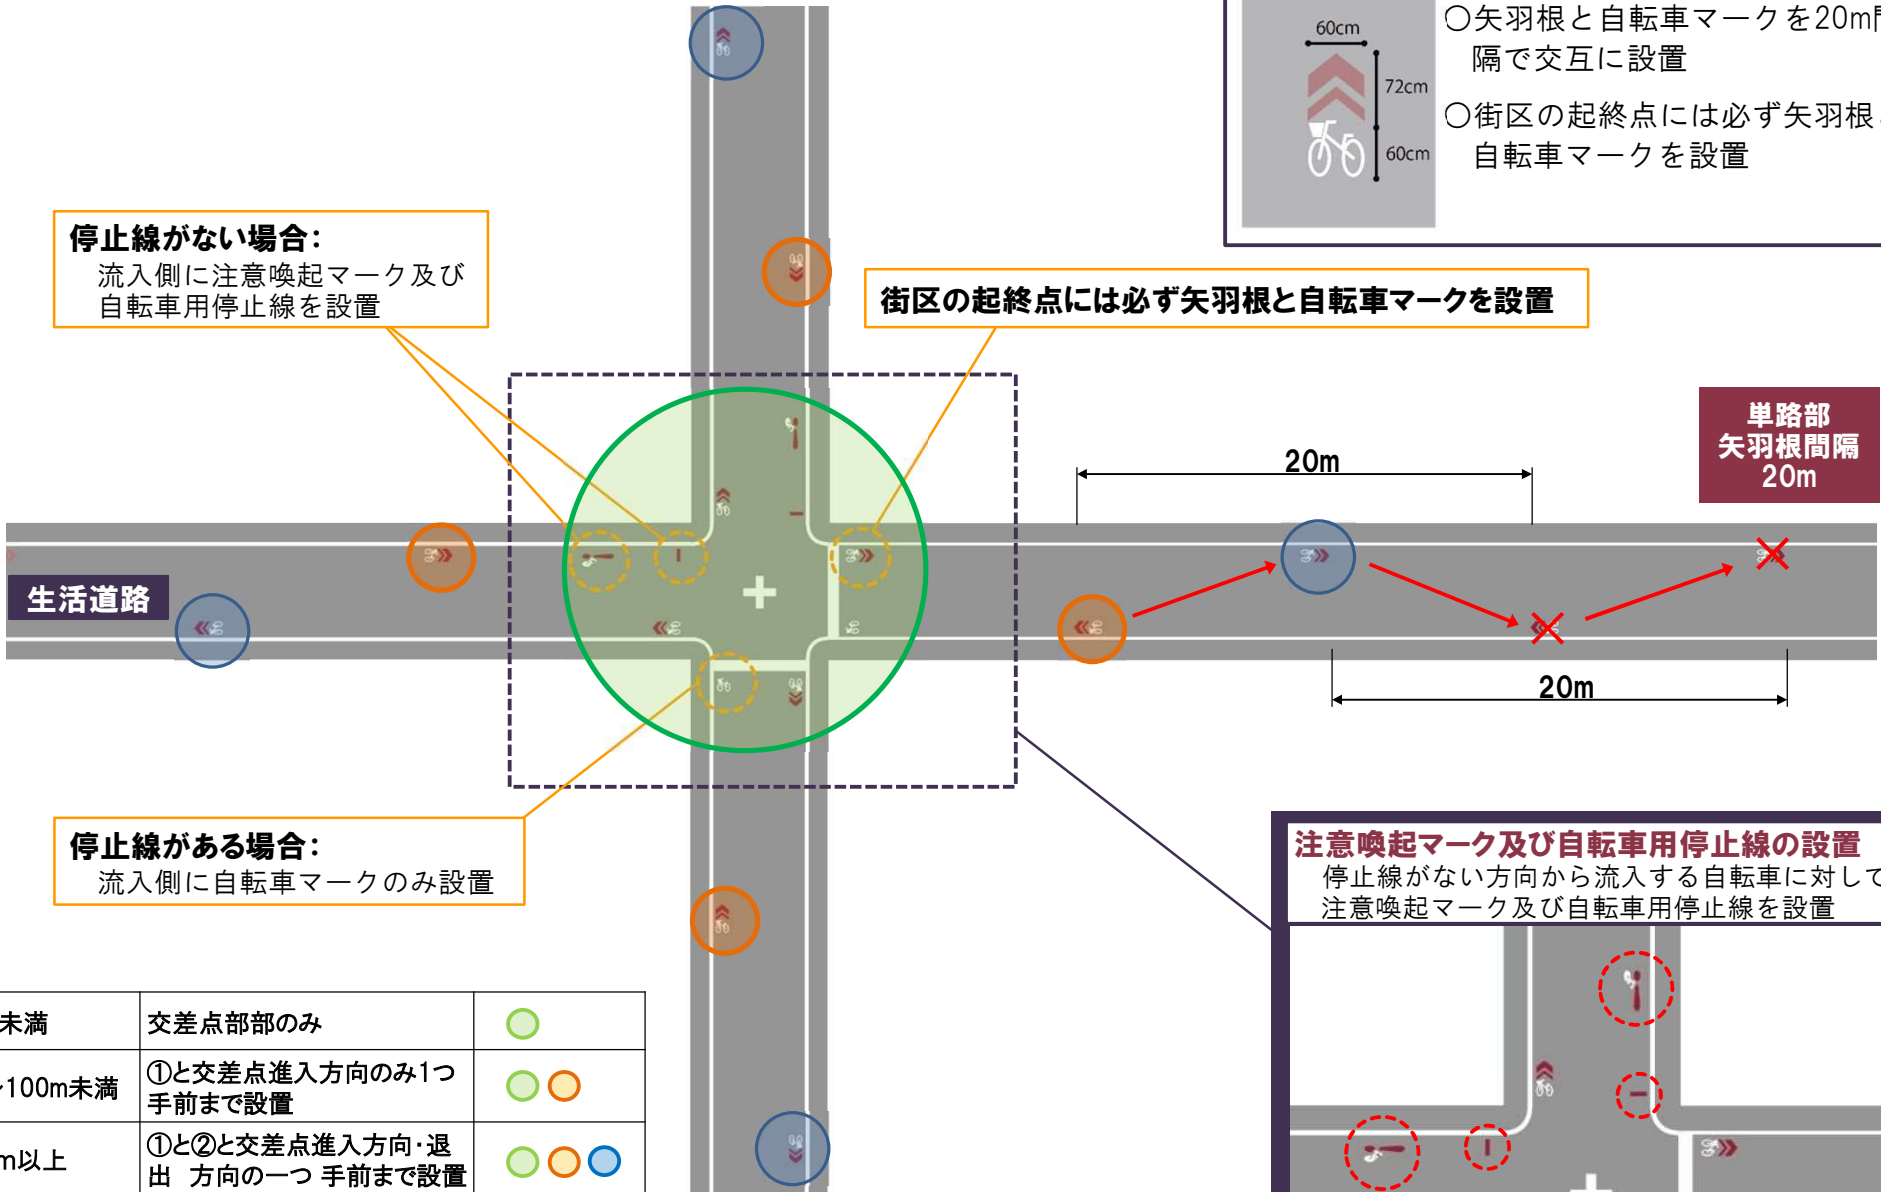 60cm
72cm
60cm
○矢羽根と自転車マークを20m間
隔で交互に設置
○街区の起終点には必ず矢羽根
自転車マークを設置
停止線がない場合:
流入側に注意喚起マーク及び
自転車用停止線を設置
街区の起終点には必ず矢羽根と自転車マークを設置
単路部
矢羽根間隔
20m
20m
生活道路
20m
停止線がある場合:
流入側に自転車マークのみ設置
注意喚起マーク及び自転車用停止線の設置
停止線がない方向から流入する自転車に対して
注意喚起マーク及び自転車用停止線を設置
未満
交差点部部のみ
100m未満
①と交差点進入方向のみ1つ
手前まで設置
m以上
①と②と交差点進入方向・退
出 方向の一つ 手前まで設置